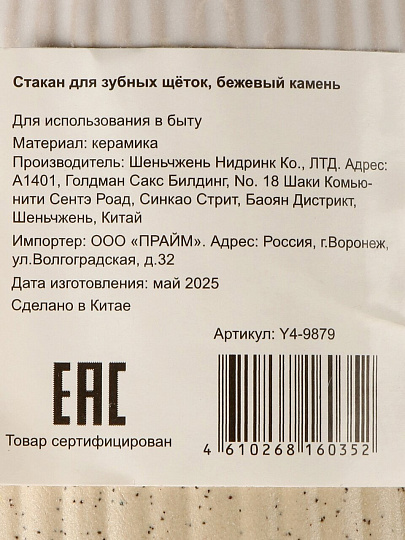 Стакан для зубных щёток, бежевый камень
Для использования в быту
Материал: керамика
Производитель: Шеньчжень Нидринк Ко., ЛТД. Адрес:
А1401, Голдман Сакс Билдинг, No. 18 Шаки Комью-
нити Сентэ Роад, Синкао Стрит, Баоян Дистрикт,
Шеньчжень, Китай
Импортер: ООО «ПРАЙМ». Адрес: Россия, г.Воронеж,
ул.Волгоградская, д.32
Дата изготовления: май 2025
Сделано в Китае
Артикул: Y4-9879
EAC
Товар сертифицирован
4 610268 160352